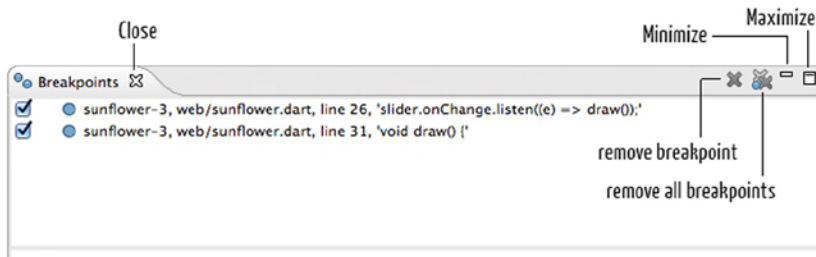 Close
Minimize
Maximize
Breakpoints
sunflower-3, web/sunflower.dart, line 26, 'slider.onChange.listen((e) => draw());'
sunflower-3, web/sunflower.dart, line 31, 'void draw() {'
remove breakpoint
remove all breakpoints